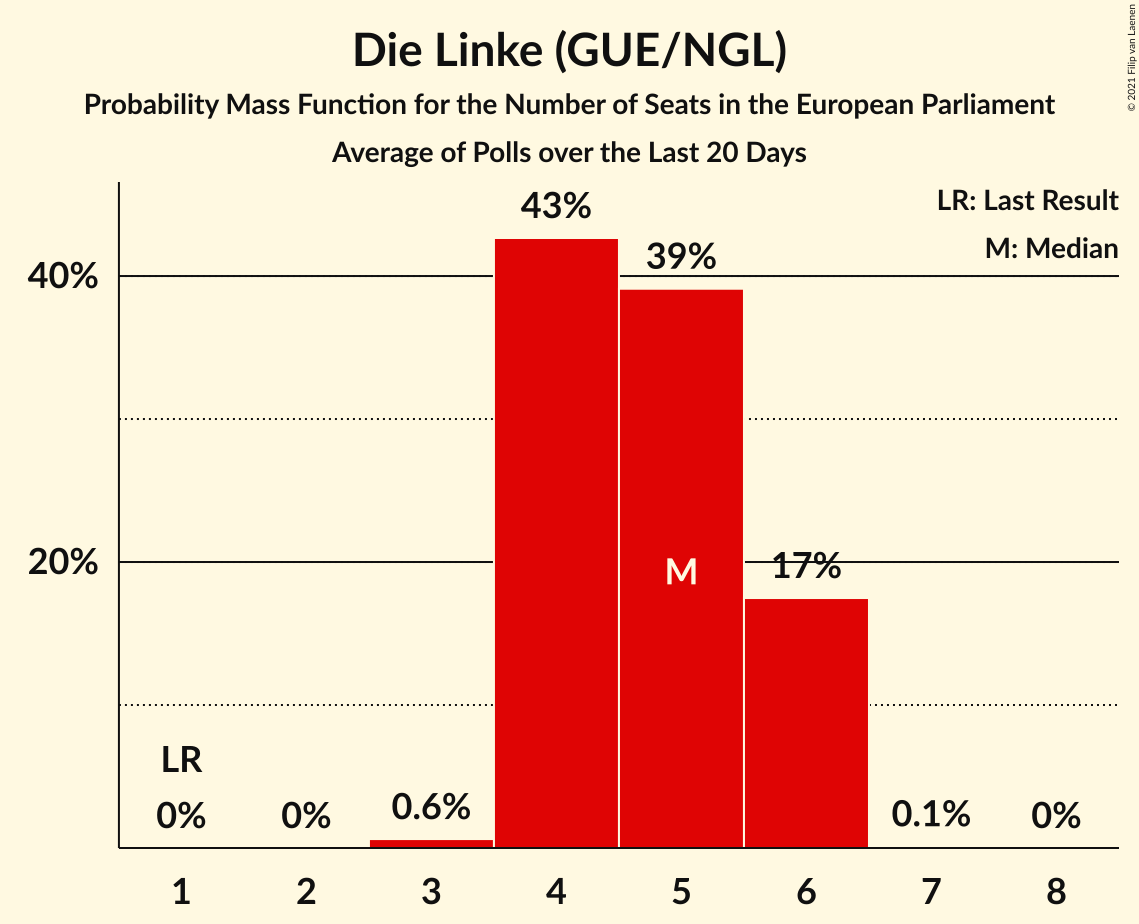 Die Linke (GUE/NGL)
Probability Mass Function for the Number of Seats in the European Parliament
Average of Polls over the Last 20 Days
© 2021 Filip van Laenen
LR: Last Result
M: Median
43%
39%
40%
20%
M
17%
LR
0%
0%
0.6%
0.1%
0%
1
2
3
4
5
6
7
8